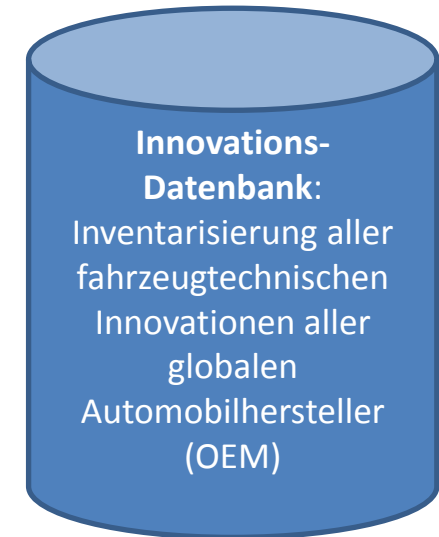 Innovations-
Datenbank:
Inventarisierung aller
fahrzeugtechnischen
Innovationen aller
globalen
Automobilhersteller
(OEM)